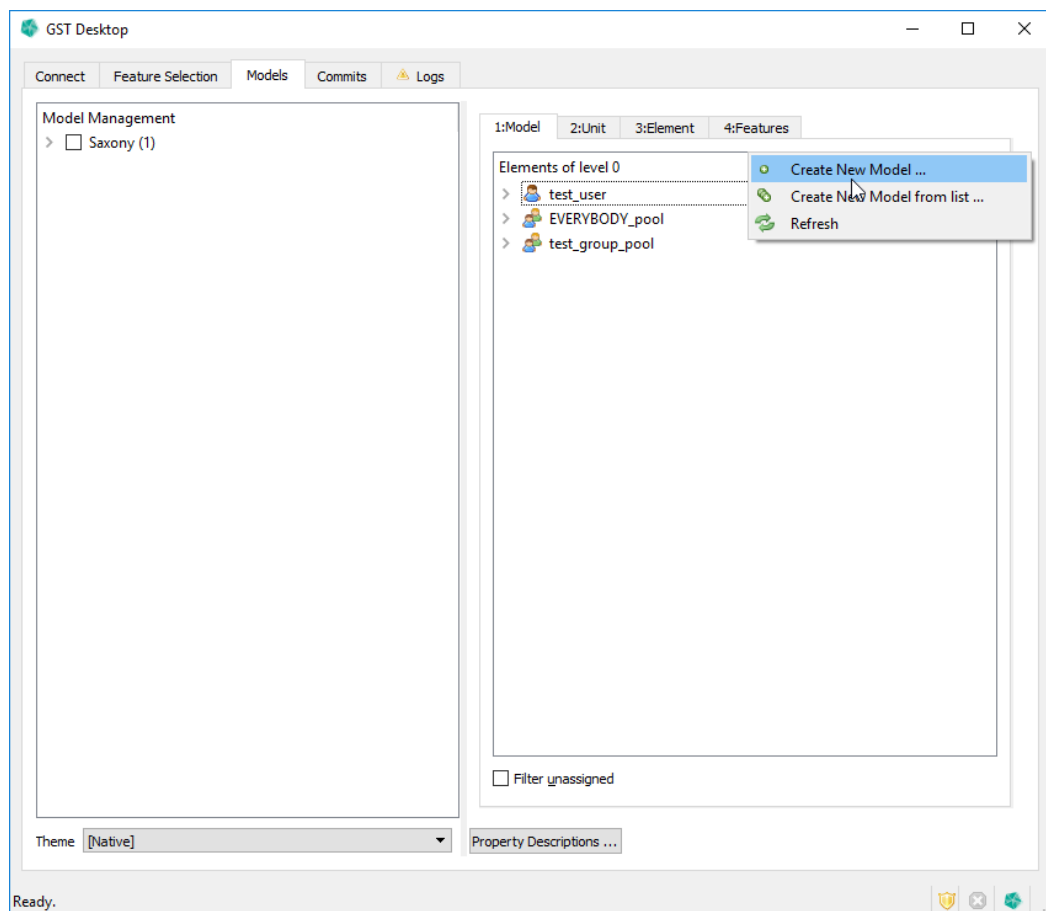 GST Desktop
Connect Feature Selection Models Commits Logs
Model Management
Saxony (1)
1:Model 2:Unit 3:Element 4:Features
Elements of level 0
test_user
EVERYBODY_pool
test_group_pool
Create New Model ...
Create New Model from list ...
Refresh
Filter unassigned
Theme [Native]
Property Descriptions ...
Ready.